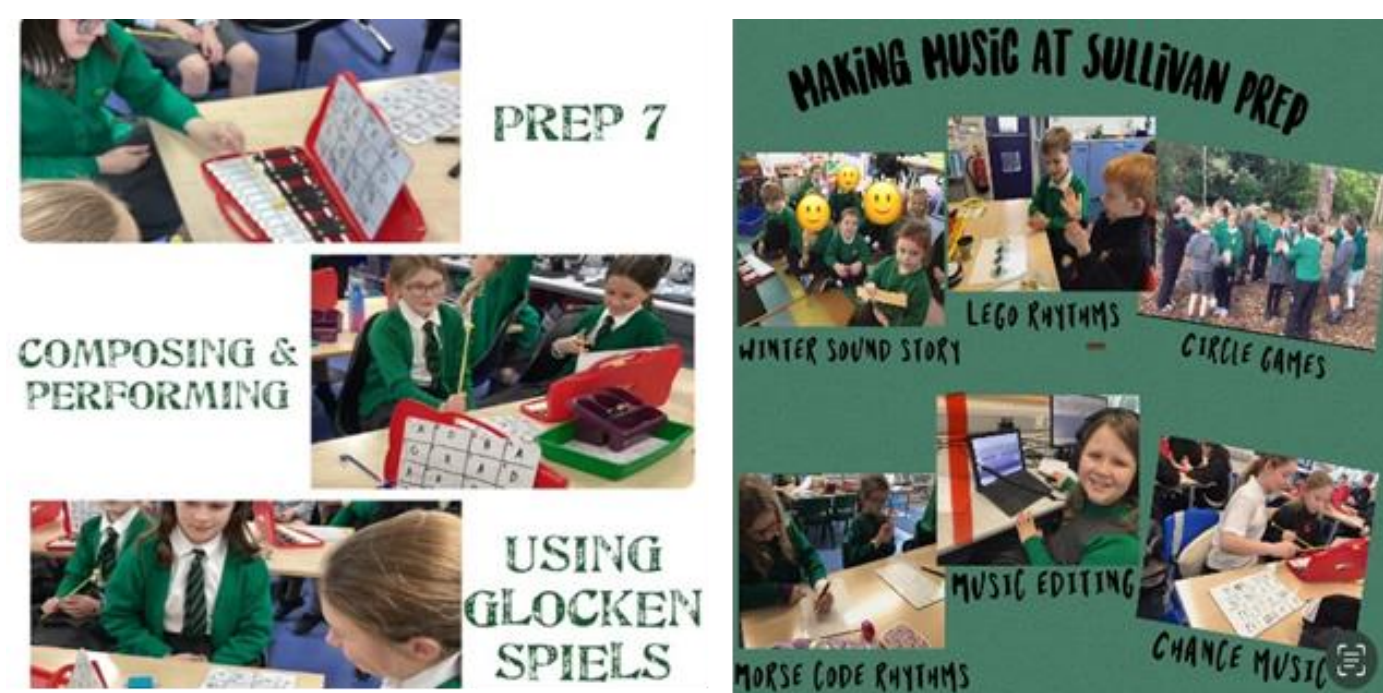 PREP 7
COMPOSING &
PERFORMING
USING
GLOCKEN
SPIELS
MAKING MUSIC AT SULLIVAN PREP
WINTER SOUND STORY
LEGO RHYTHMS
CIRCLE GAMES
MORSE CODE RHYTHMS
MUSIC EDITING
CHANCE MUSIC